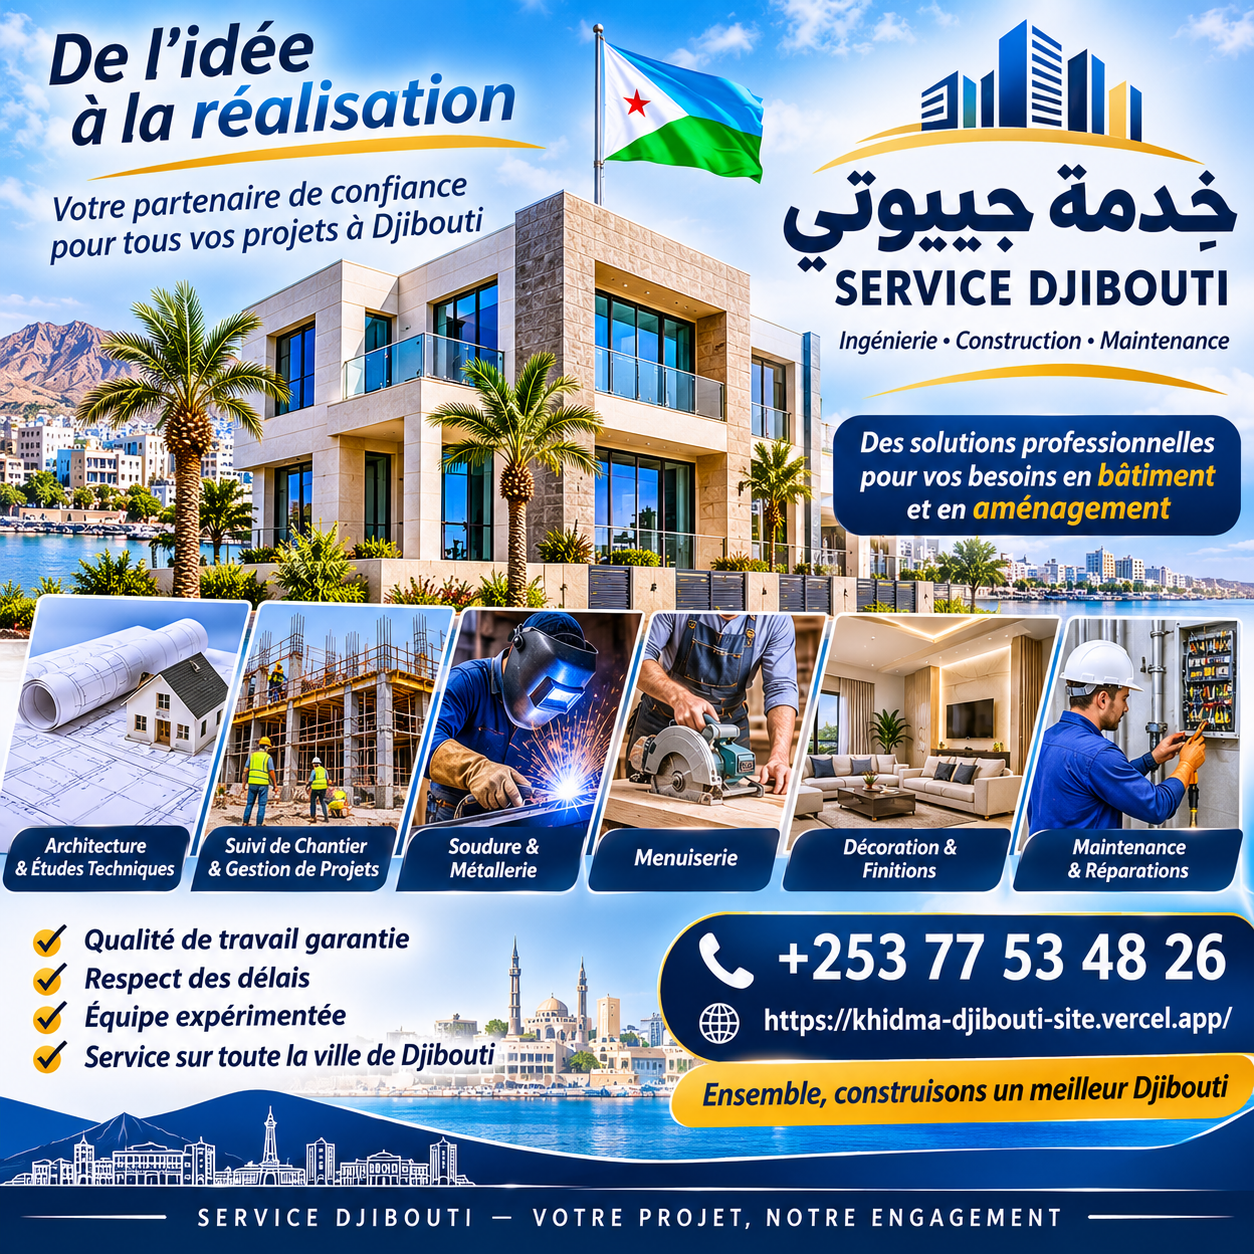 De l'idée
à la réalisation
Votre partenaire de confiance
pour tous vos projets à Djibouti
خِدمة جيبوتي
SERVICE DJIBOUTI
Ingénierie • Construction • Maintenance
Des solutions professionnelles
pour vos besoins en bâtiment
et en aménagement
Architecture
& Études Techniques
Suivi de Chantier
& Gestion de Projets
Soudure &
Métallerie
Menuiserie
Décoration &
Finitions
Maintenance
& Réparations
Qualité de travail garantie
Respect des délais
Équipe expérimentée
Service sur toute la ville de Djibouti
+253 77 53 48 26
https://khidma-djibouti-site.vercel.app/
Ensemble, construisons un meilleur Djibouti
SERVICE DJIBOUTI — VOTRE PROJET, NOTRE ENGAGEMENT